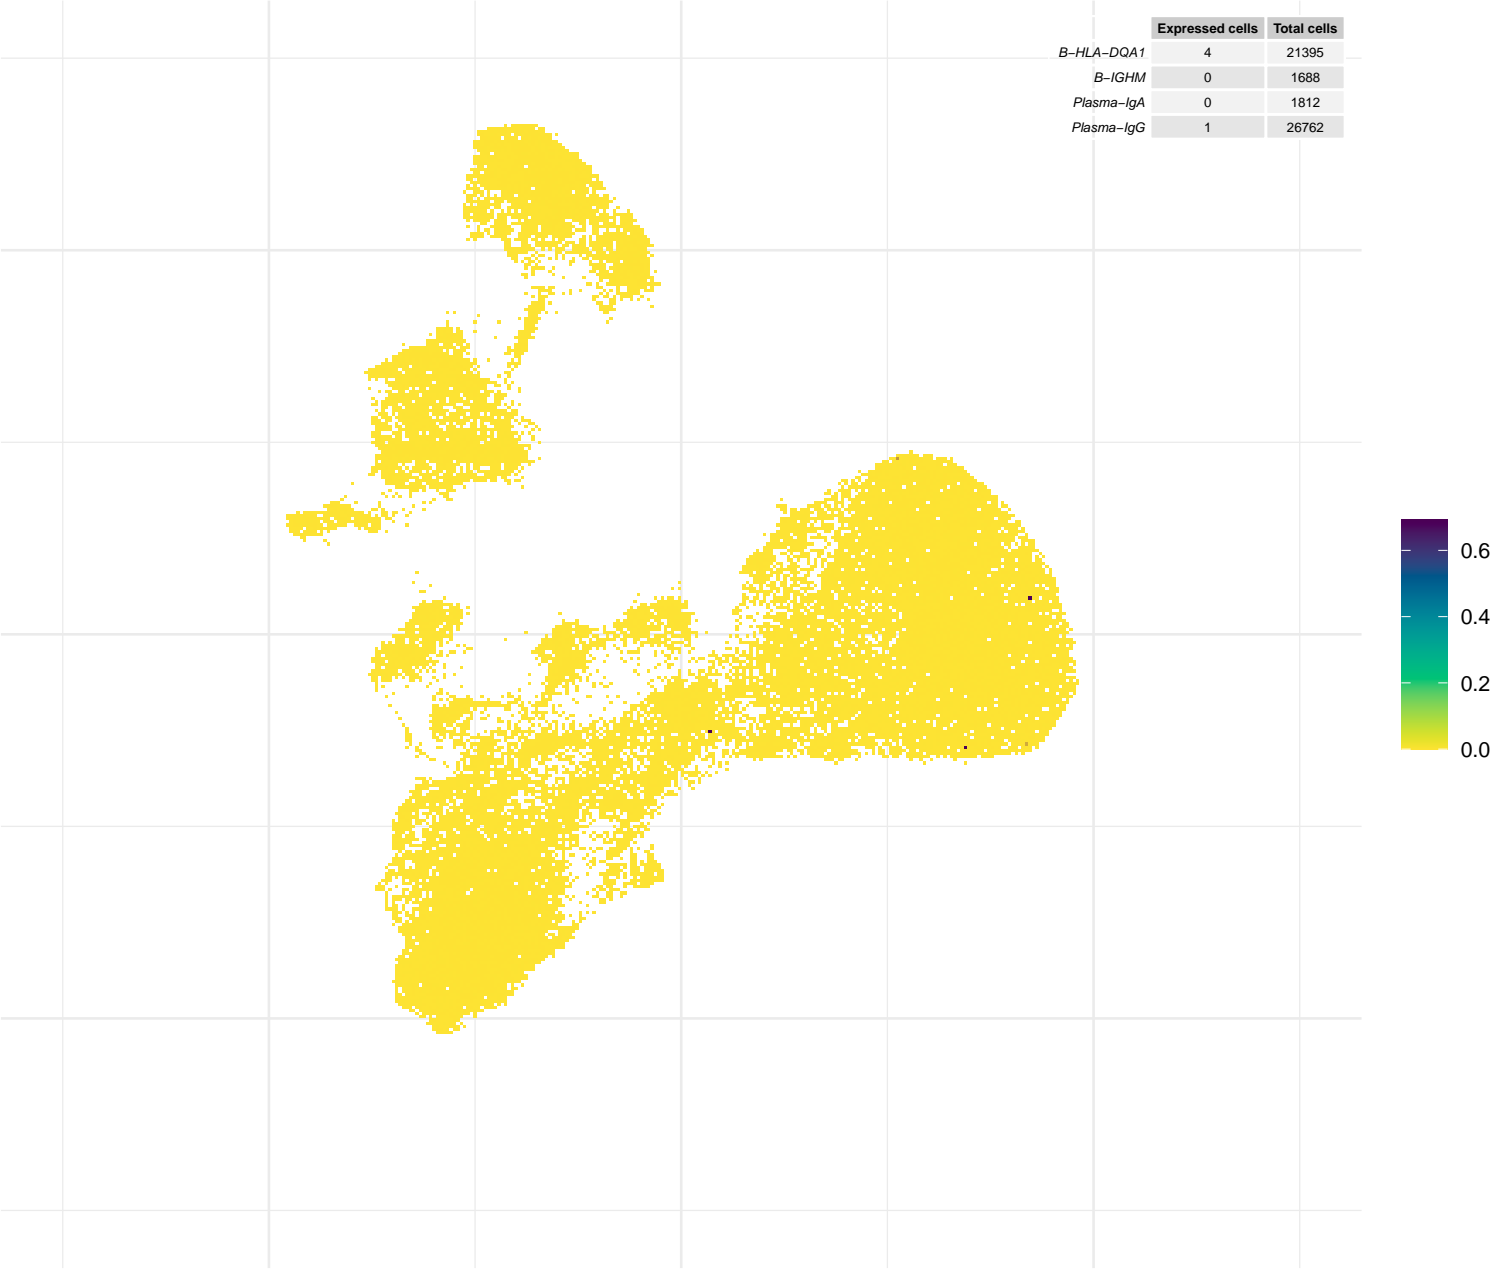 Expressed cells Total cells
B−HLA−DQA1 4 21395
B−IGHM 0 1688
Plasma−IgA 0 1812
Plasma−IgG 1 26762
0.6
0.4
0.2
0.0